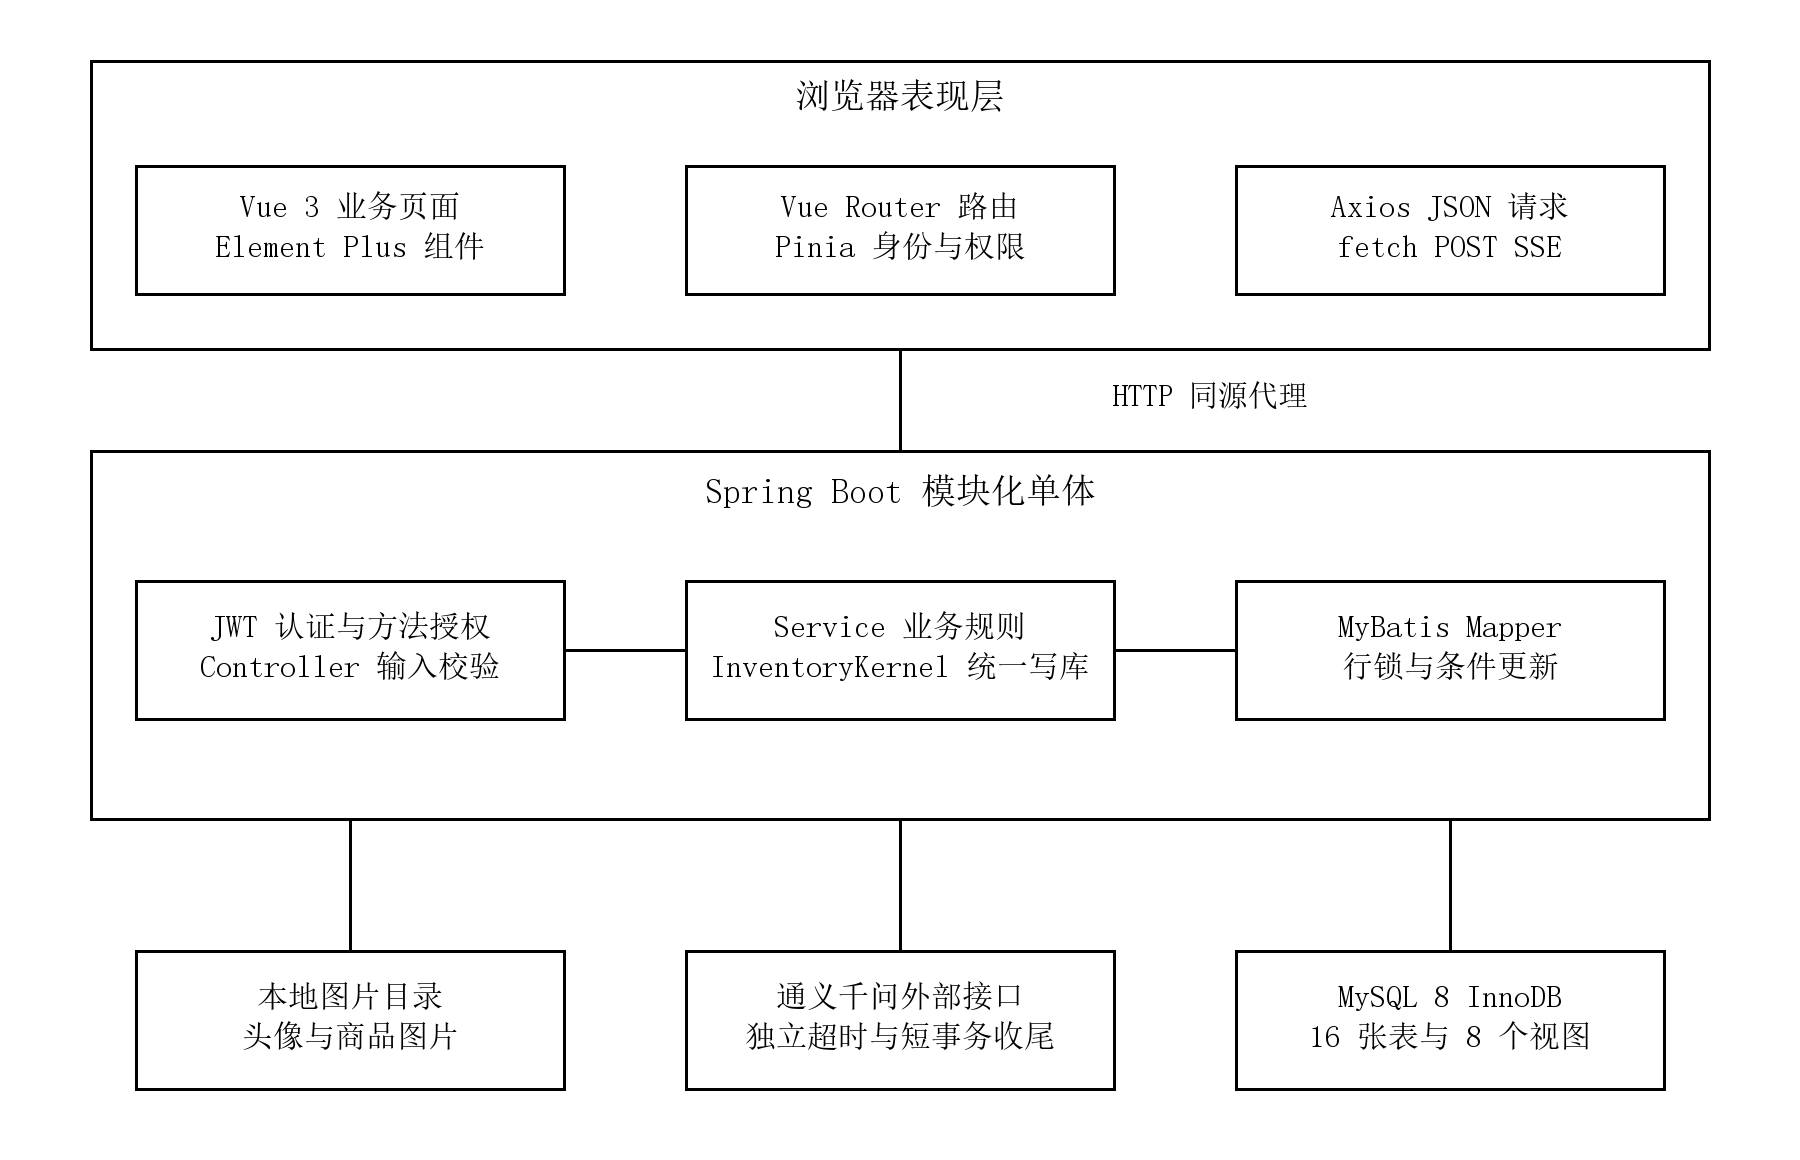 浏览器表现层
Vue 3 业务页面
Element Plus 组件
Vue Router 路由
Pinia 身份与权限
Axios JSON 请求
fetch POST SSE
HTTP 同源代理
Spring Boot 模块化单体
JWT 认证与方法授权
Controller 输入校验
Service 业务规则
InventoryKernel 统一写库
MyBatis Mapper
行锁与条件更新
本地图片目录
头像与商品图片
通义千问外部接口
独立超时与短事务收尾
MySQL 8 InnoDB
16 张表与 8 个视图